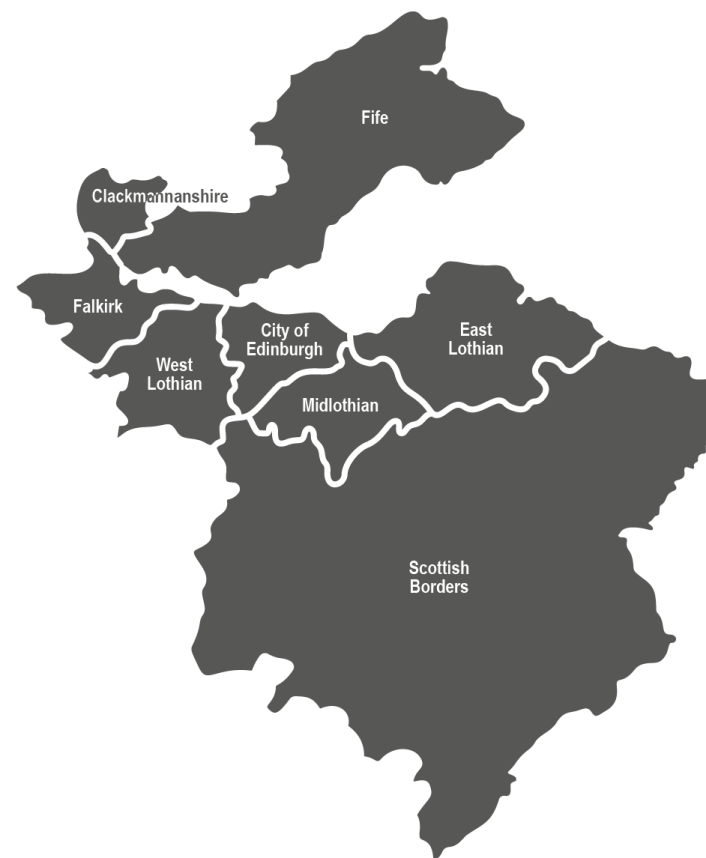 Fife
Clackmannanshire
Falkirk
City of
Edinburgh
East
Lothian
West
Lothian
Midlothian
Scottish
Borders